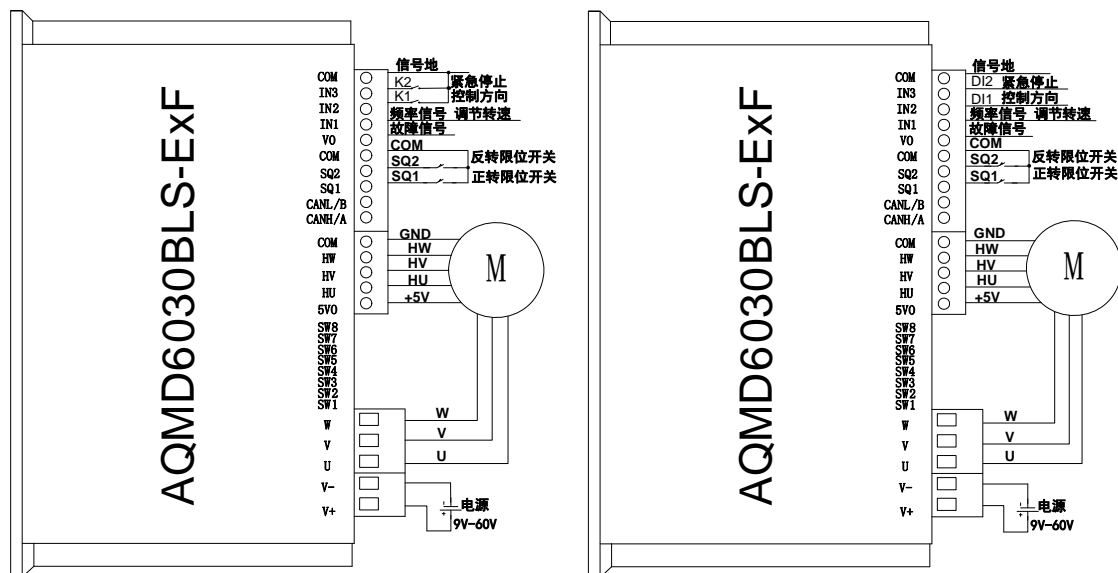 AQMD6030BLS-ExF
COM
IN3
IN2
IN1
VO
COM
SQ2
SQ1
CANL/B
CANH/A
COM
HW
HV
HU
5VO
SW8
SW7
SW6
SW5
SW4
SW3
SW2
SW1
W
V
U
V-
V+
信号地
K2 紧急停止
K1 控制方向
频率信号 调节转速
故障信号
COM
SQ2 反转限位开关
SQ1 正转限位开关
GND
HW
HV
HU
+5V
M
W
V
U
电源
9V-60V
AQMD6030BLS-ExF
COM
IN3
IN2
IN1
VO
COM
SQ2
SQ1
CANL/B
CANH/A
COM
HW
HV
HU
5VO
SW8
SW7
SW6
SW5
SW4
SW3
SW2
SW1
W
V
U
V-
V+
信号地
DI2 紧急停止
DI1 控制方向
频率信号 调节转速
故障信号
COM
SQ2 反转限位开关
SQ1 正转限位开关
GND
HW
HV
HU
+5V
M
W
V
U
电源
9V-60V